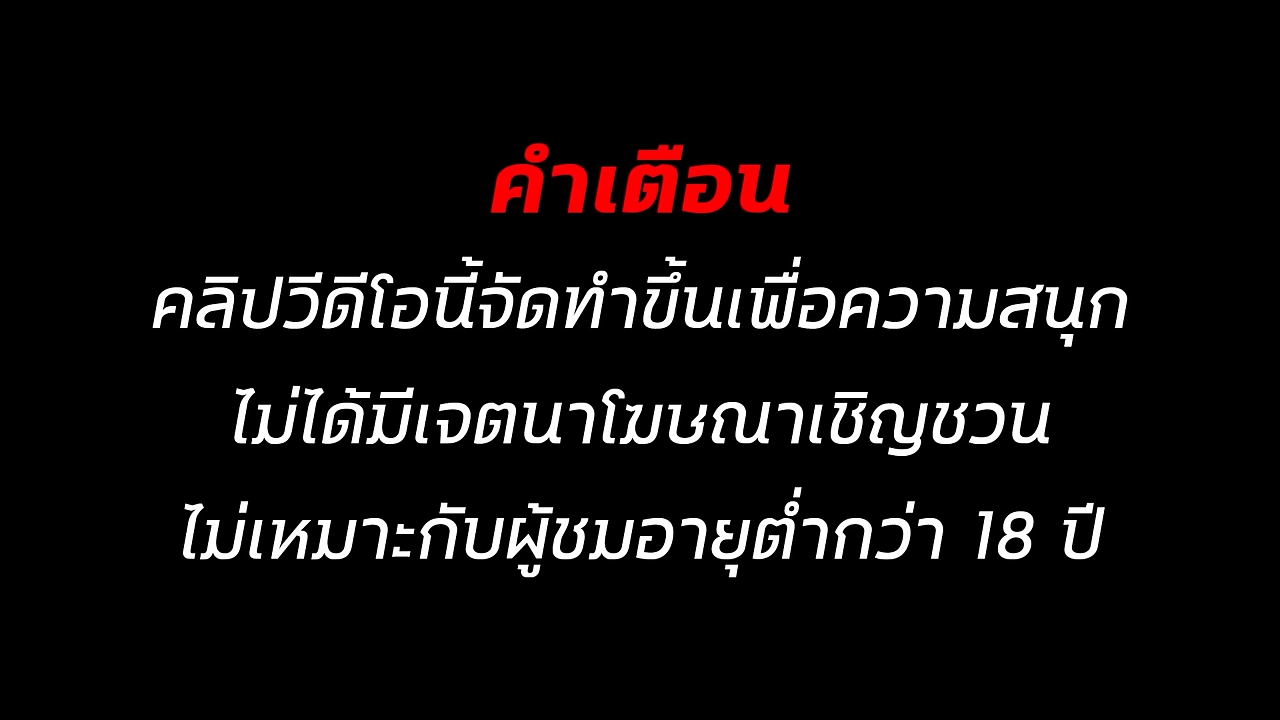 คำเตือน
คลิปวีดีโอนี้จัดทำขึ้นเพื่อความสนุก
ไม่ได้มีเจตนาโฆษณาเชิญชวน
ไม่เหมาะกับผู้ชมอายุต่ำกว่า 18 ปี